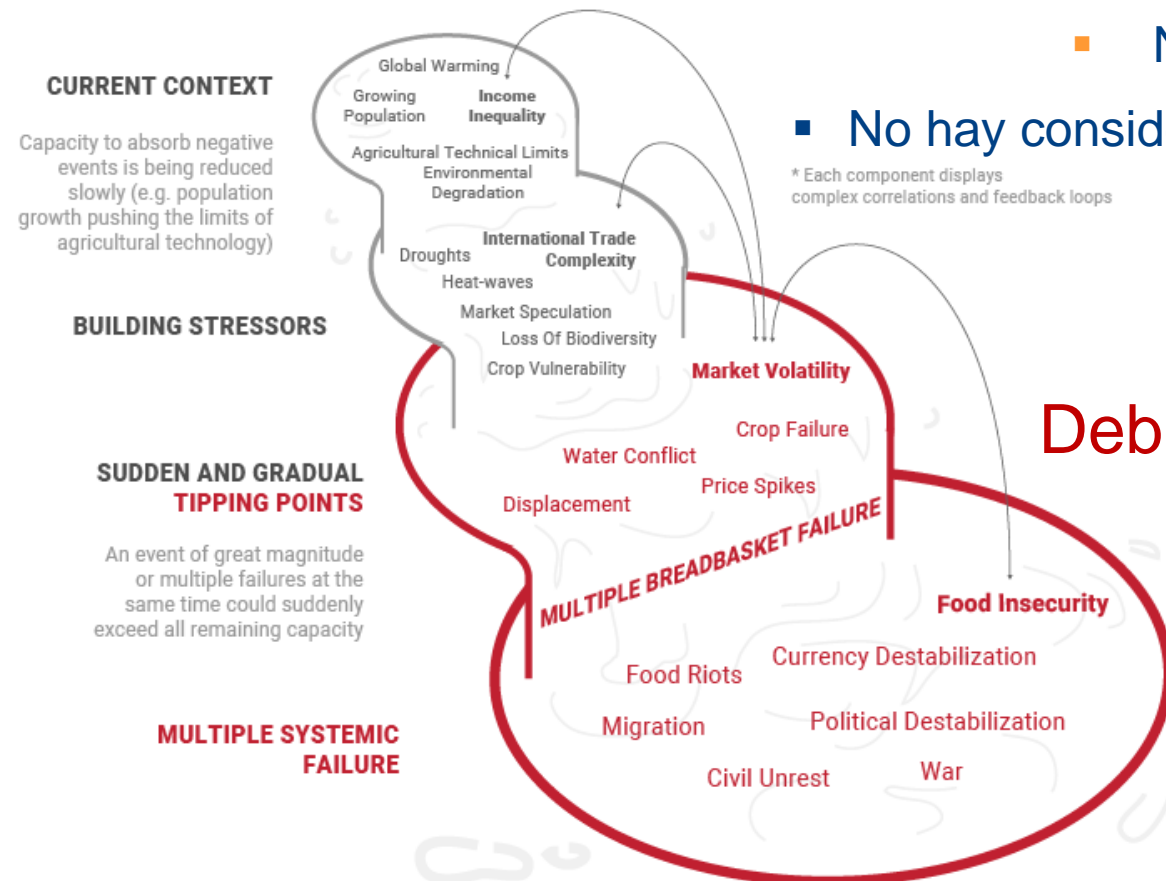 CURRENT CONTEXT
Capacity to absorb negative
events is being reduced
slowly (e.g. population
growth pushing the limits of
agricultural technology)
BUILDING STRESSORS
SUDDEN AND GRADUAL
TIPPING POINTS
An event of great magnitude
or multiple failures at the
same time could suddenly
exceed all remaining capacity
MULTIPLE SYSTEMIC
FAILURE
Global Warming
Growing
Population
Income
Inequality
Agricultural Technical Limits
Environmental
Degradation
International Trade
Complexity
Droughts
Heat-waves
Market Speculation
Loss Of Biodiversity
Crop Vulnerability
Market Volatility
Crop Failure
Water Conflict
Price Spikes
Displacement
MULTIPLE BREADBASKET FAILURE
Food Insecurity
Currency Destabilization
Food Riots
Migration
Political Destabilization
Civil Unrest
War
▪ N
▪ No hay consid
* Each component displays
complex correlations and feedback loops
Deb